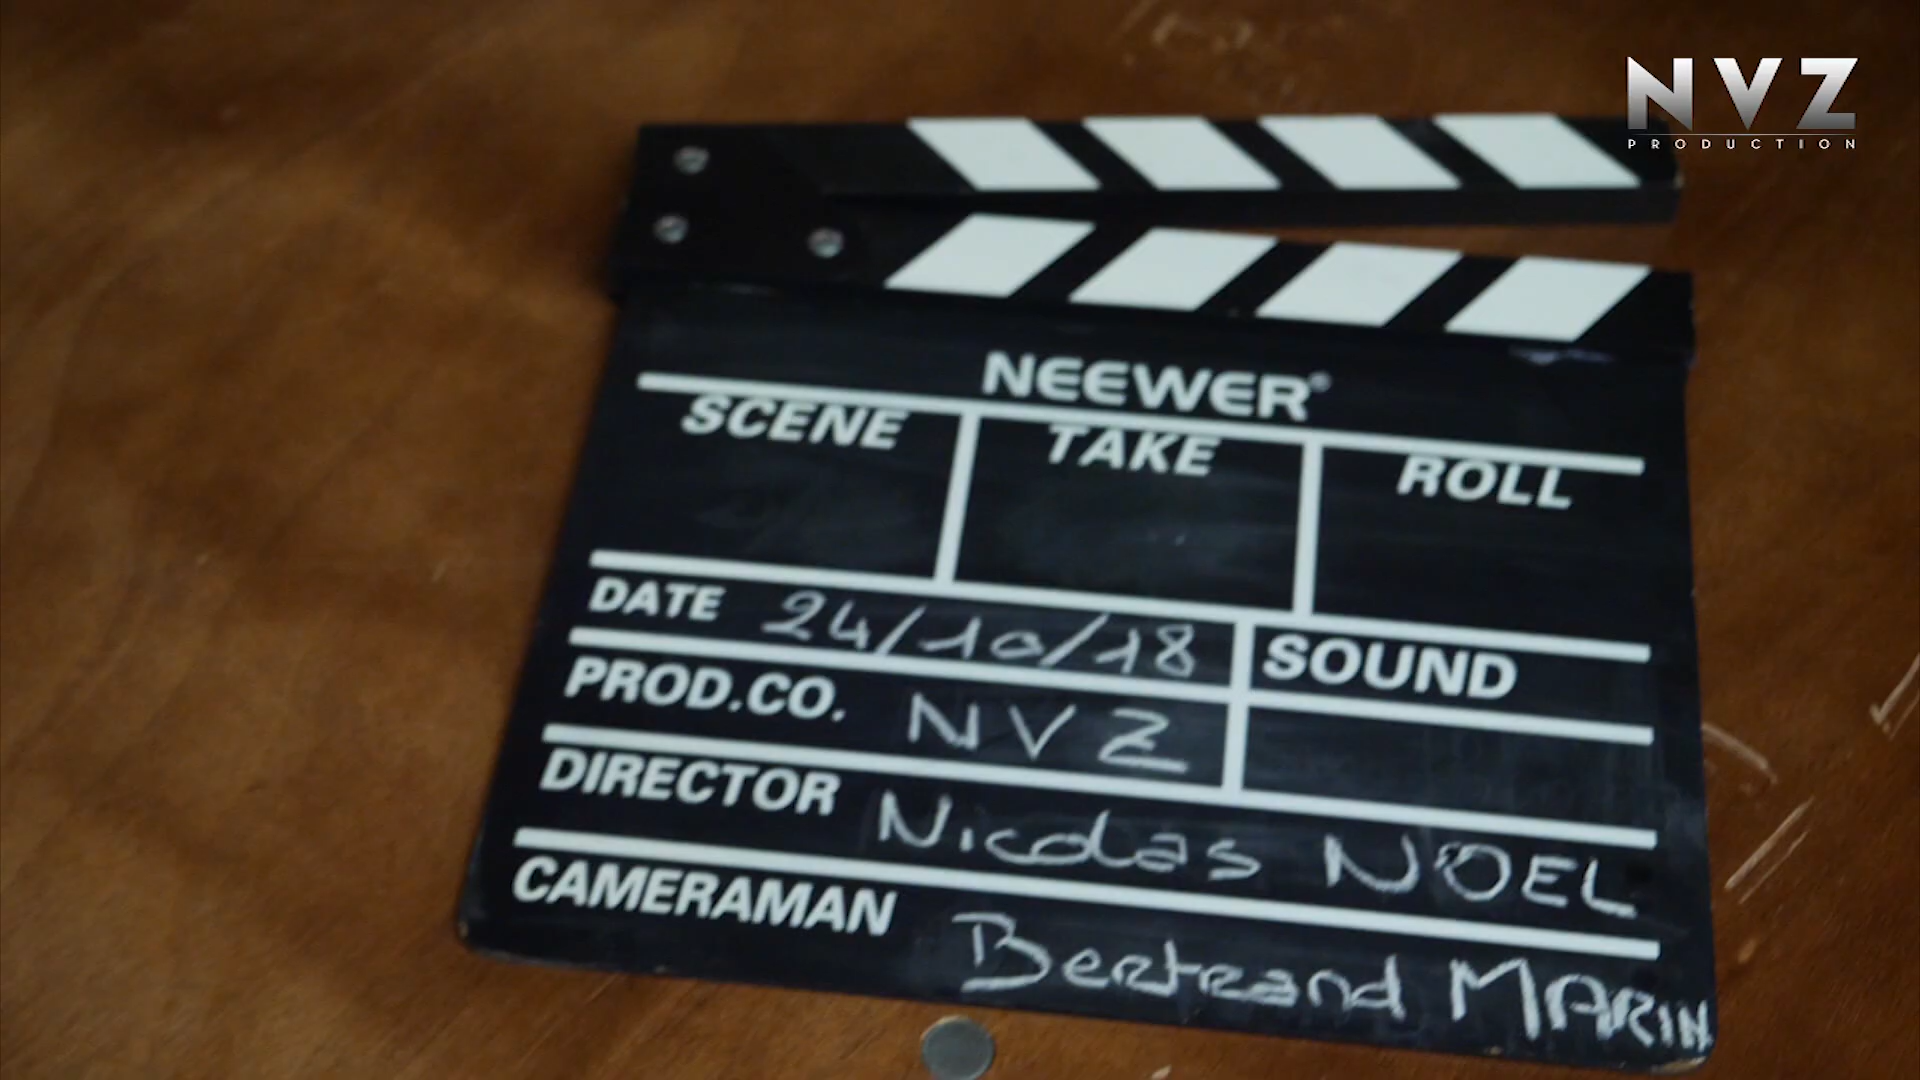 NVZ
PRODUCTION
NEEWER®
SCENE TAKE ROLL
DATE 24/10/18 SOUND
PROD.CO. NVZ
DIRECTOR Nicolas NOEL
CAMERAMAN Bertrand MARIN